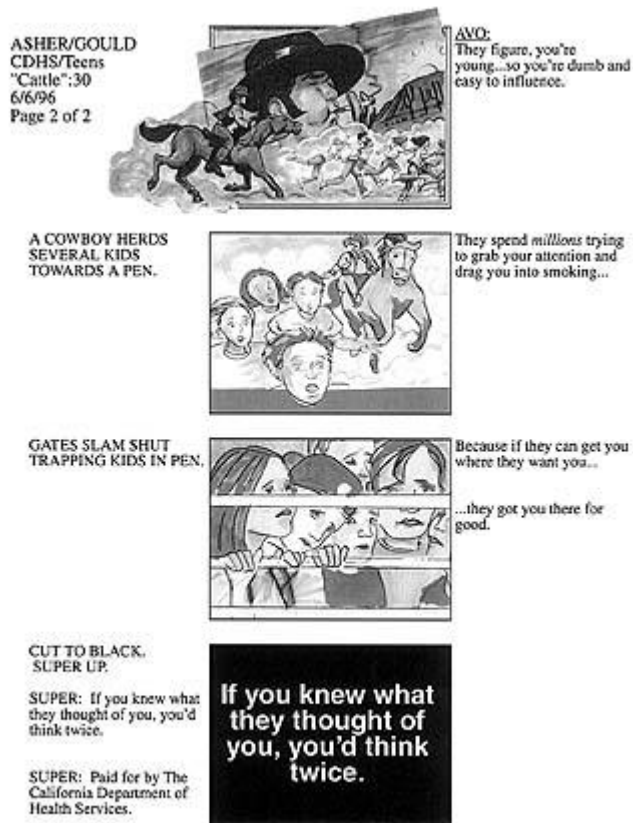 ASHER/GOULD
CDHS/Teens
"Cattle":30
6/6/96
Page 2 of 2
AVO:
They figure, you're
young...so you're dumb and
easy to influence.
A COWBOY HERDS
SEVERAL KIDS
TOWARDS A PEN.
They spend millions trying
to grab your attention and
drag you into smoking...
GATES SLAM SHUT
TRAPPING KIDS IN PEN.
Because if they can get you
where they want you...
...they got you there for
good.
CUT TO BLACK.
SUPER UP.
SUPER: If you knew what
they thought of you, you'd
think twice.
SUPER: Paid for by The
California Department of
Health Services.
If you knew what
they thought of
you, you'd think
twice.